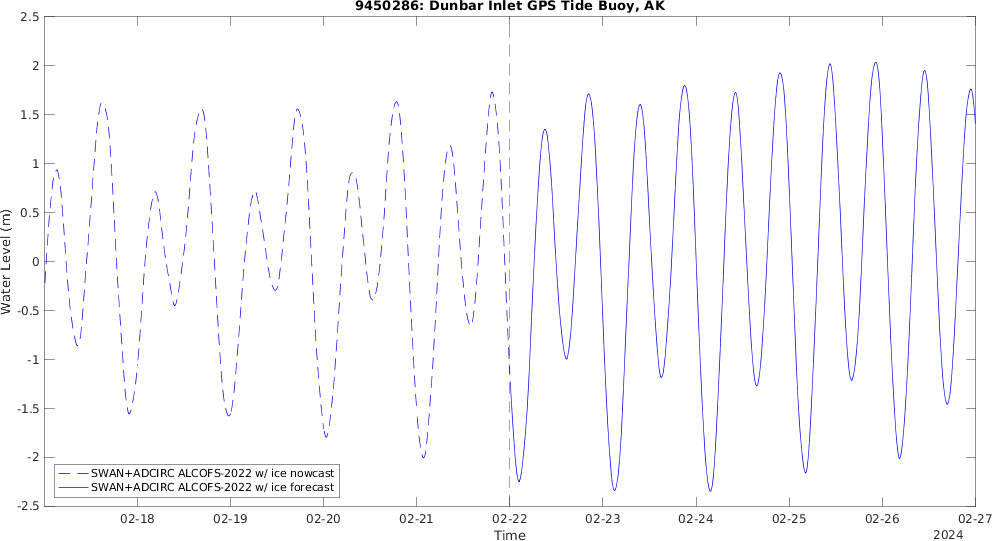 9450286: Dunbar Inlet GPS Tide Buoy, AK
2.5
2
1.5
1
0.5
0
-0.5
-1
-1.5
-2
-2.5
Water Level (m)
SWAN+ADCIRC ALCOFS-2022 w/ ice nowcast
SWAN+ADCIRC ALCOFS-2022 w/ ice forecast
02-18 02-19 02-20 02-21 02-22 02-23 02-24 02-25 02-26 02-27
Time
2024